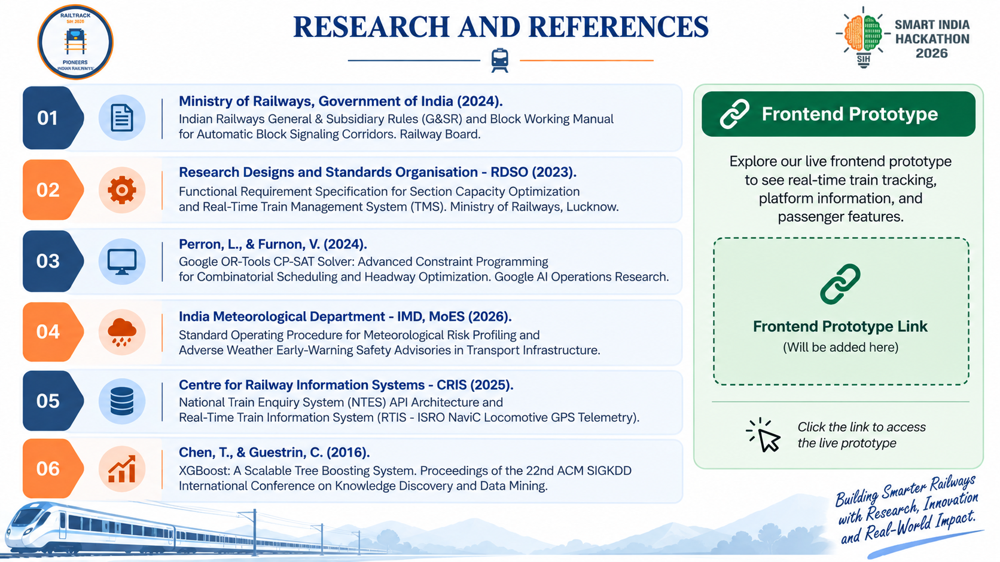 RAILTRACK
SIH 2026
PIONEERS
INDIAN RAILWAYS
RESEARCH AND REFERENCES
SMART INDIA
HACKATHON
2026
SIH
01
Ministry of Railways, Government of India (2024).
Indian Railways General & Subsidiary Rules (G&SR) and Block Working Manual
for Automatic Block Signaling Corridors. Railway Board.
02
Research Designs and Standards Organisation - RDSO (2023).
Functional Requirement Specification for Section Capacity Optimization
and Real-Time Train Management System (TMS). Ministry of Railways, Lucknow.
03
Perron, L., & Furnon, V. (2024).
Google OR-Tools CP-SAT Solver: Advanced Constraint Programming
for Combinatorial Scheduling and Headway Optimization. Google AI Operations Research.
04
India Meteorological Department - IMD, MoES (2026).
Standard Operating Procedure for Meteorological Risk Profiling and
Adverse Weather Early-Warning Safety Advisories in Transport Infrastructure.
05
Centre for Railway Information Systems - CRIS (2025).
National Train Enquiry System (NTES) API Architecture and
Real-Time Train Information System (RTIS - ISRO NaviC Locomotive GPS Telemetry).
06
Chen, T., & Guestrin, C. (2016).
XGBoost: A Scalable Tree Boosting System. Proceedings of the 22nd ACM SIGKDD
International Conference on Knowledge Discovery and Data Mining.
Frontend Prototype
Explore our live frontend prototype
to see real-time train tracking,
platform information, and
passenger features.
Frontend Prototype Link
(Will be added here)
Click the link to access
the live prototype
Building Smarter Railways
with Research, Innovation
and Real-World Impact.